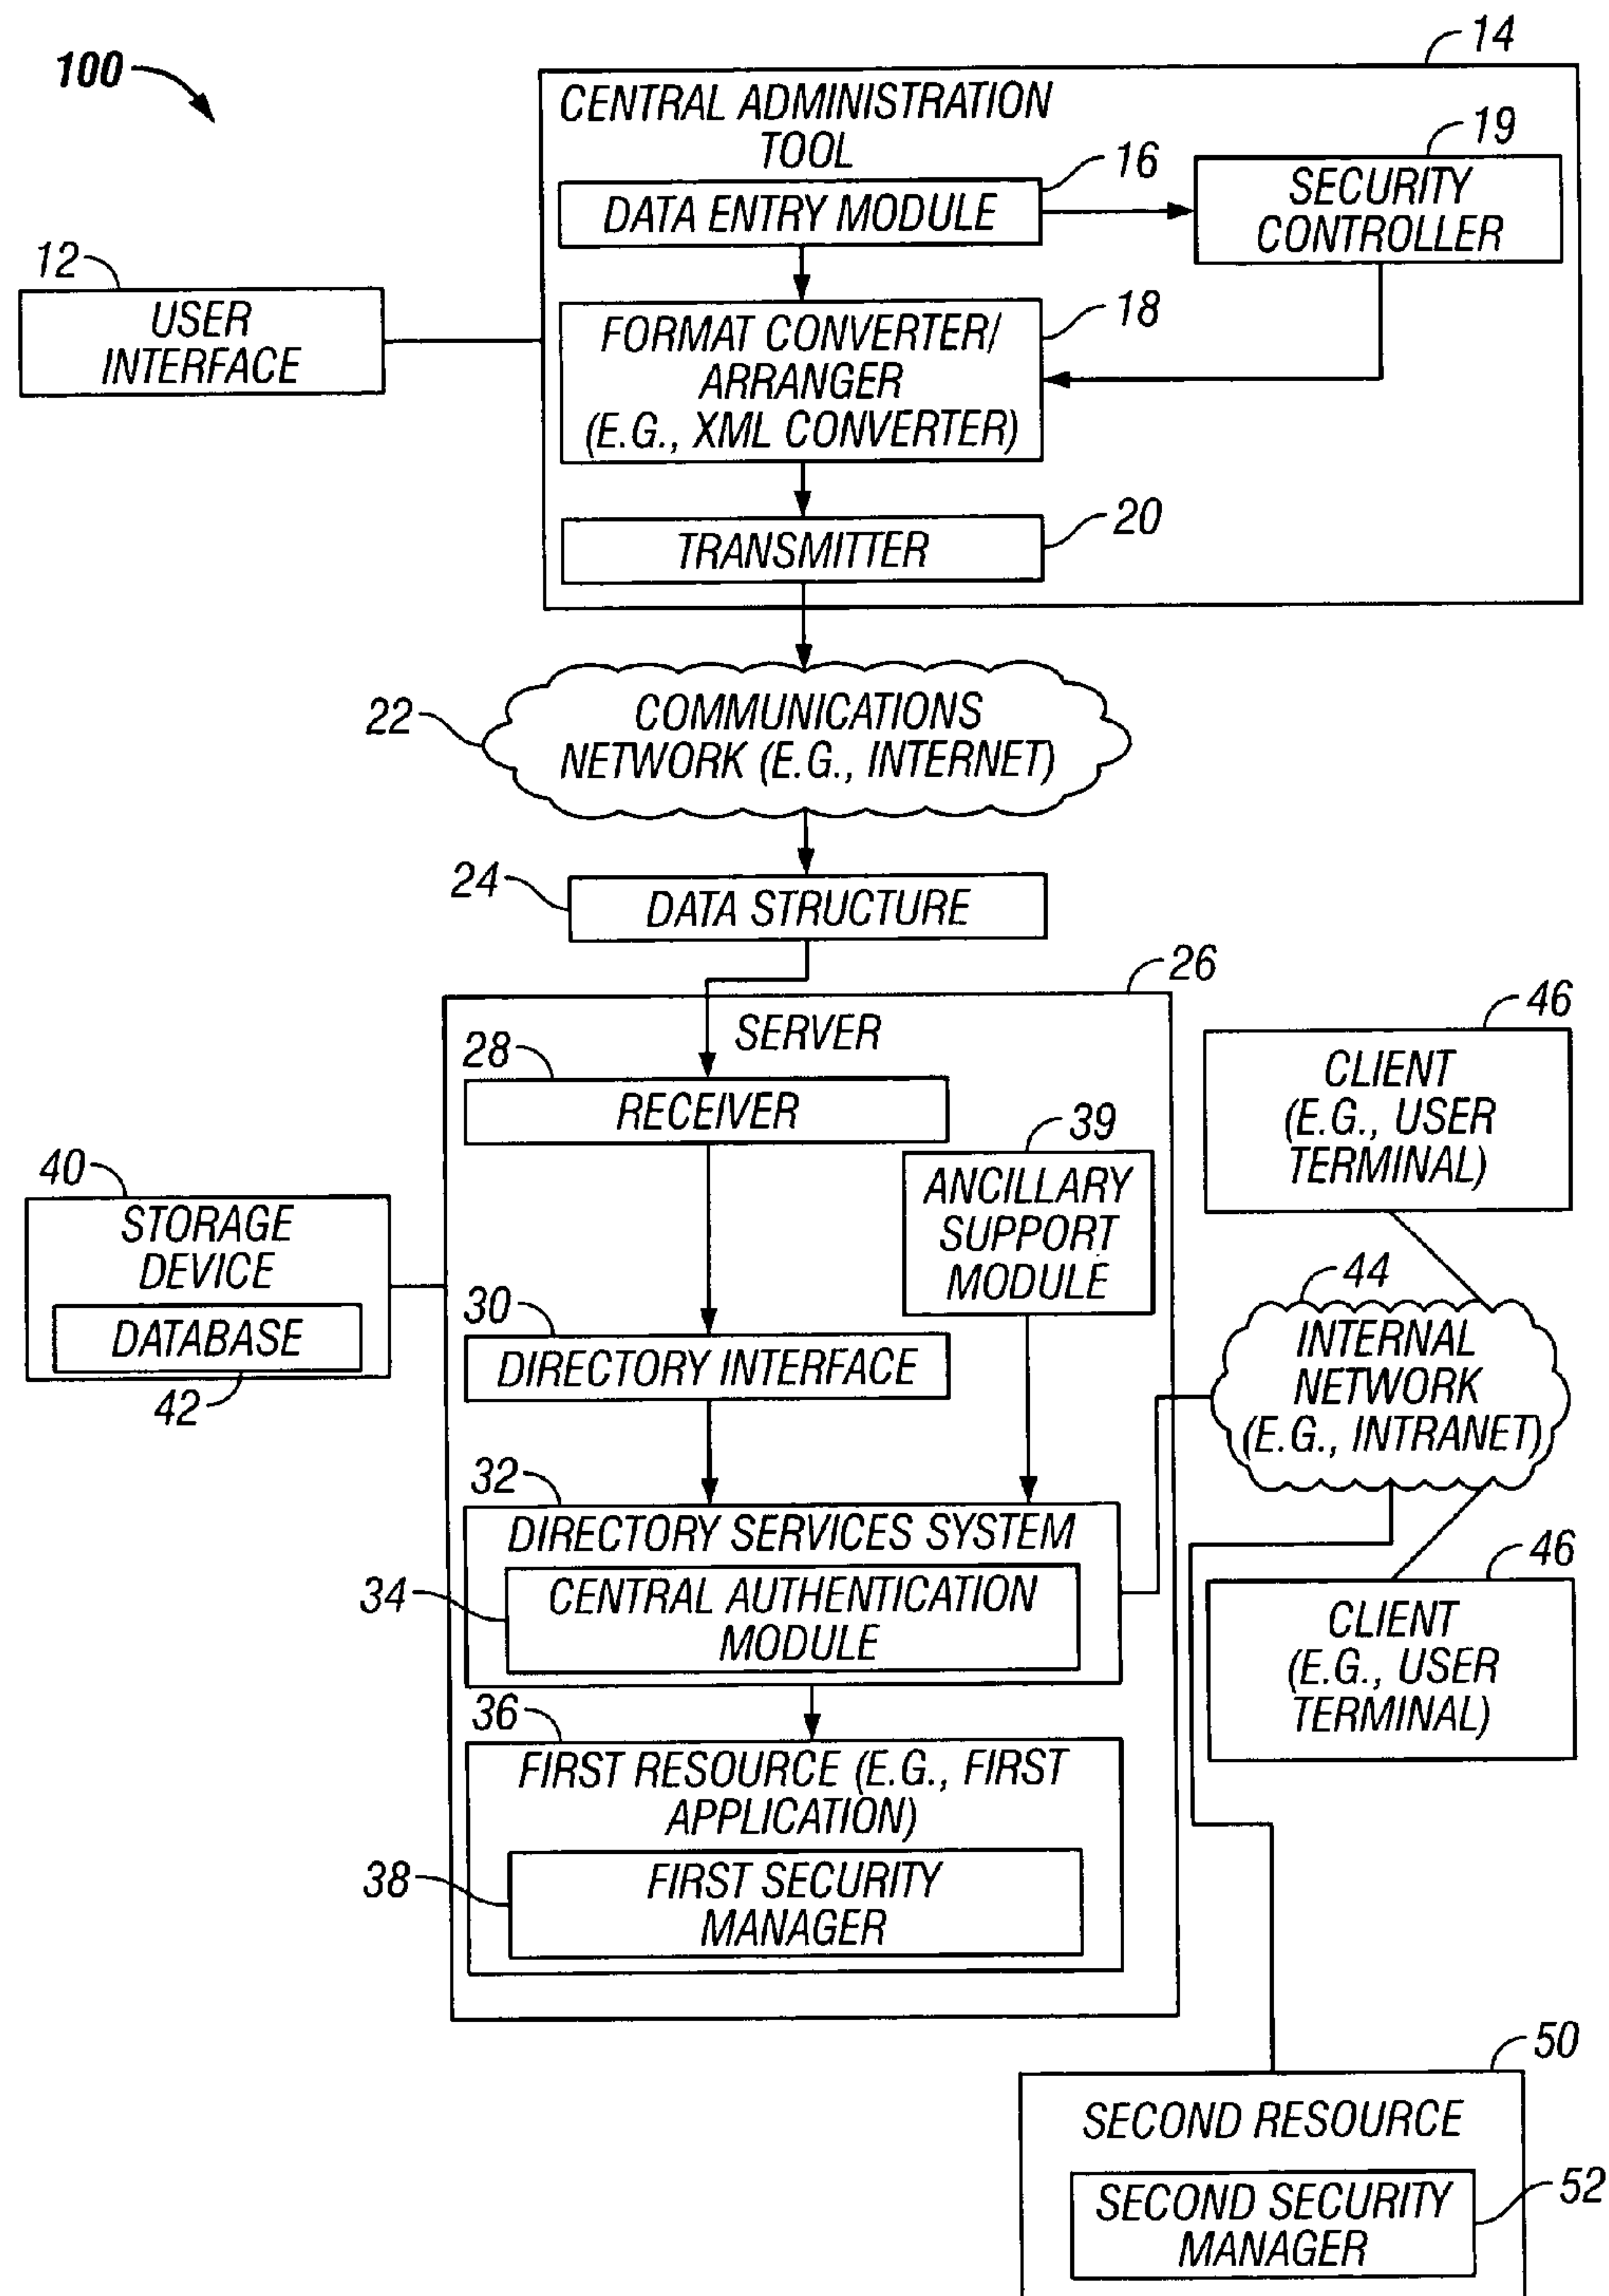 100
14
CENTRAL ADMINISTRATION
TOOL
16
DATA ENTRY MODULE
19
SECURITY
CONTROLLER
12
USER
INTERFACE
18
FORMAT CONVERTER/
ARRANGER
(E.G., XML CONVERTER)
20
TRANSMITTER
22
COMMUNICATIONS
NETWORK (E.G., INTERNET)
24
DATA STRUCTURE
26
SERVER
28
RECEIVER
39
ANCILLARY
SUPPORT
MODULE
46
CLIENT
(E.G., USER
TERMINAL)
40
STORAGE
DEVICE
DATABASE
42
30
DIRECTORY INTERFACE
44
INTERNAL
NETWORK
(E.G., INTRANET)
32
DIRECTORY SERVICES SYSTEM
34
CENTRAL AUTHENTICATION
MODULE
46
CLIENT
(E.G., USER
TERMINAL)
36
FIRST RESOURCE (E.G., FIRST
APPLICATION)
38
FIRST SECURITY
MANAGER
50
SECOND RESOURCE
52
SECOND SECURITY
MANAGER